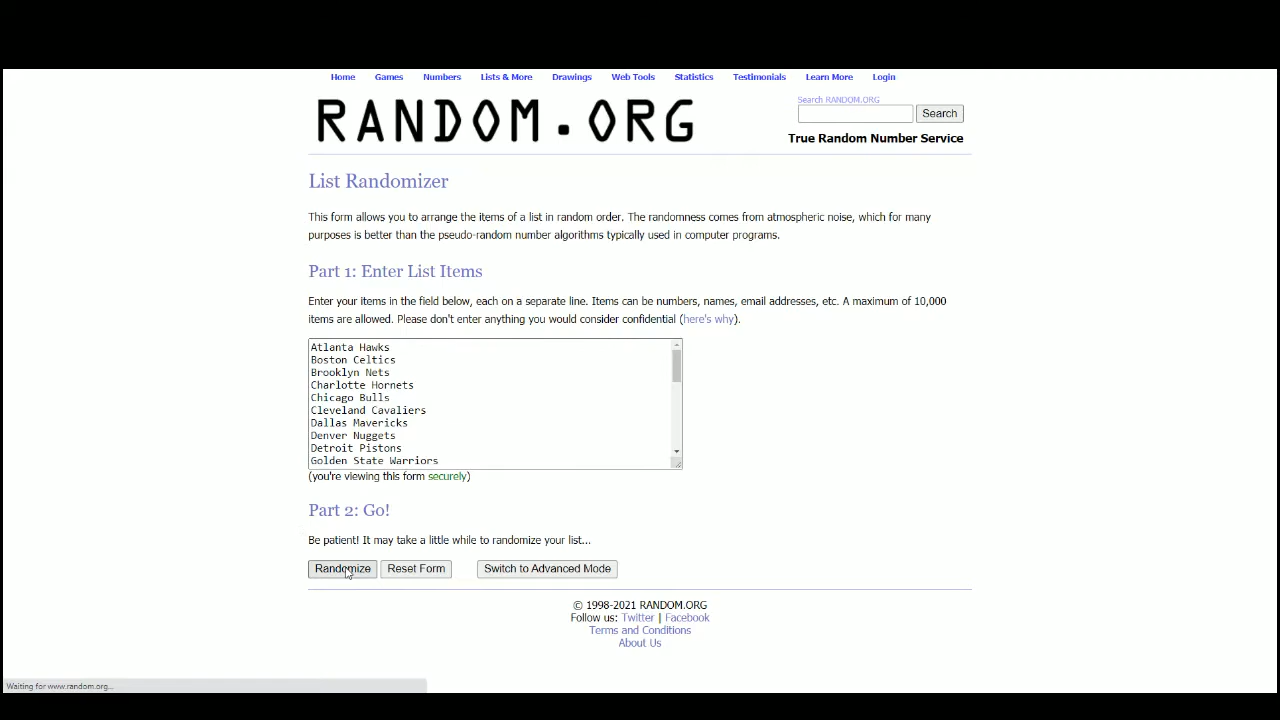 Home Games Numbers Lists & More Drawings Web Tools Statistics Testimonials Learn More Login
RANDOM.ORG
Search RANDOM.ORG
Search
True Random Number Service
List Randomizer
This form allows you to arrange the items of a list in random order. The randomness comes from atmospheric noise, which for many
purposes is better than the pseudo-random number algorithms typically used in computer programs.
Part 1: Enter List Items
Enter your items in the field below, each on a separate line. Items can be numbers, names, email addresses, etc. A maximum of 10,000
items are allowed. Please don't enter anything you would consider confidential (here's why).
Atlanta Hawks
Boston Celtics
Brooklyn Nets
Charlotte Hornets
Chicago Bulls
Cleveland Cavaliers
Dallas Mavericks
Denver Nuggets
Detroit Pistons
Golden State Warriors
(you're viewing this form securely)
Part 2: Go!
Be patient! It may take a little while to randomize your list...
Randomize Reset Form Switch to Advanced Mode
© 1998-2021 RANDOM.ORG
Follow us: Twitter | Facebook
Terms and Conditions
About Us
Waiting for www.random.org...